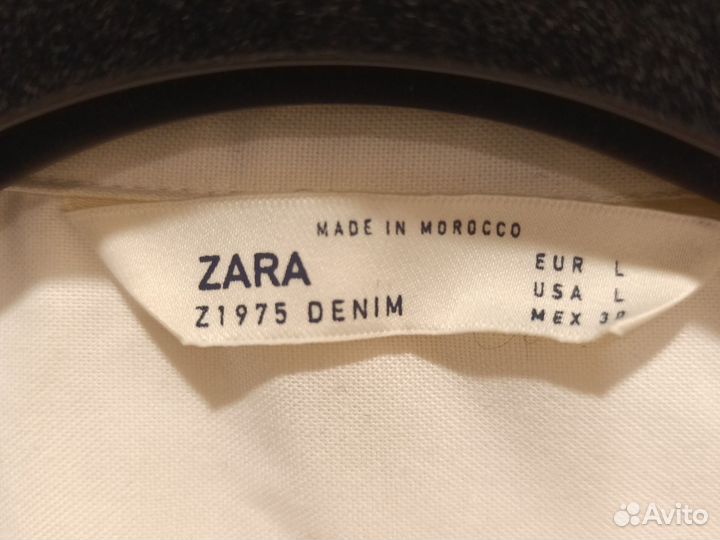 MADE IN MOROCCO
ZARA
Z1975 DENIM
EUR L
USA L
MEX
Avito